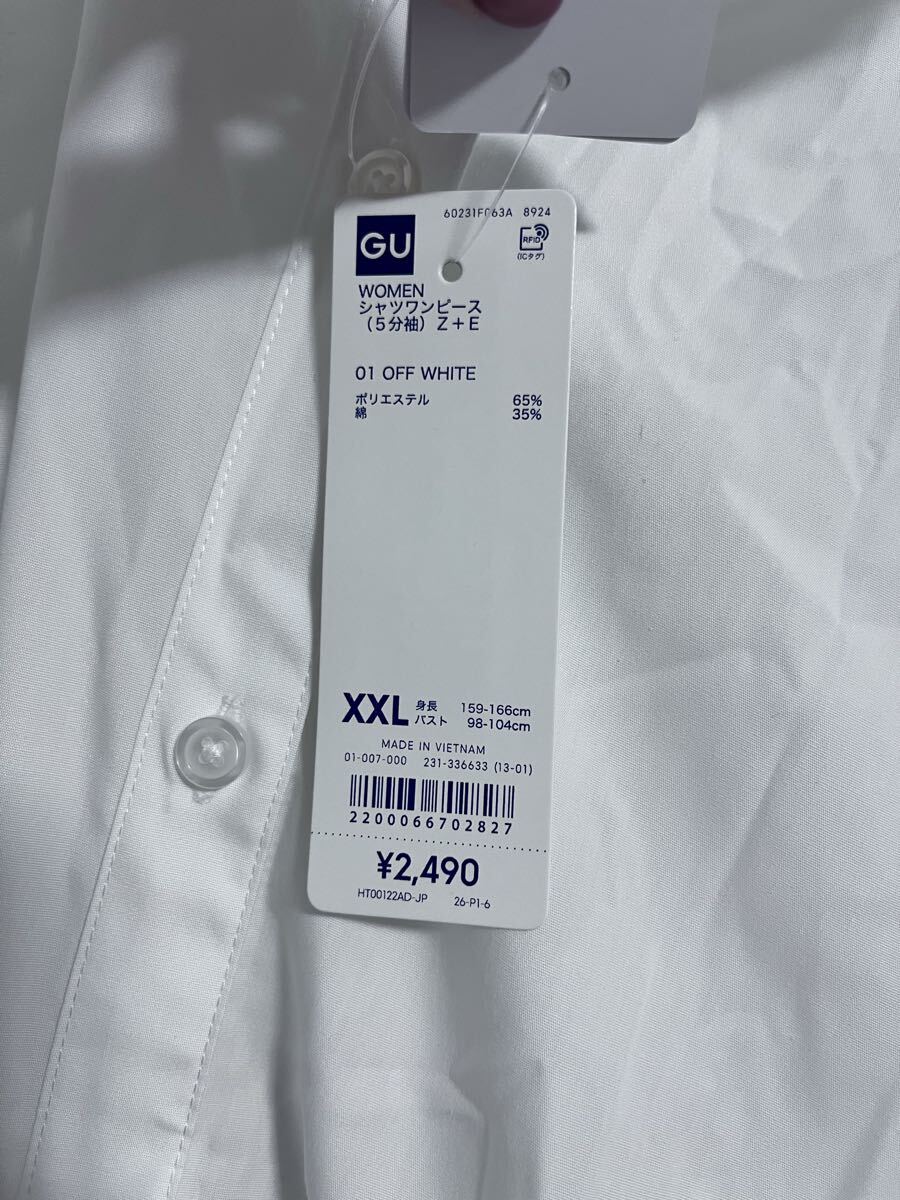 60231F063A 8924
GU
RFID
(ICタグ)
WOMEN
シャツワンピース
(5分袖) Z+E
01 OFF WHITE
ポリエステル 65%
綿 35%
XXL 身長 159-166cm
バスト 98-104cm
MADE IN VIETNAM
01-007-000 231-336633 (13-01)
2200066702827
¥2,490
HT00122AD-JP 26-P1-6